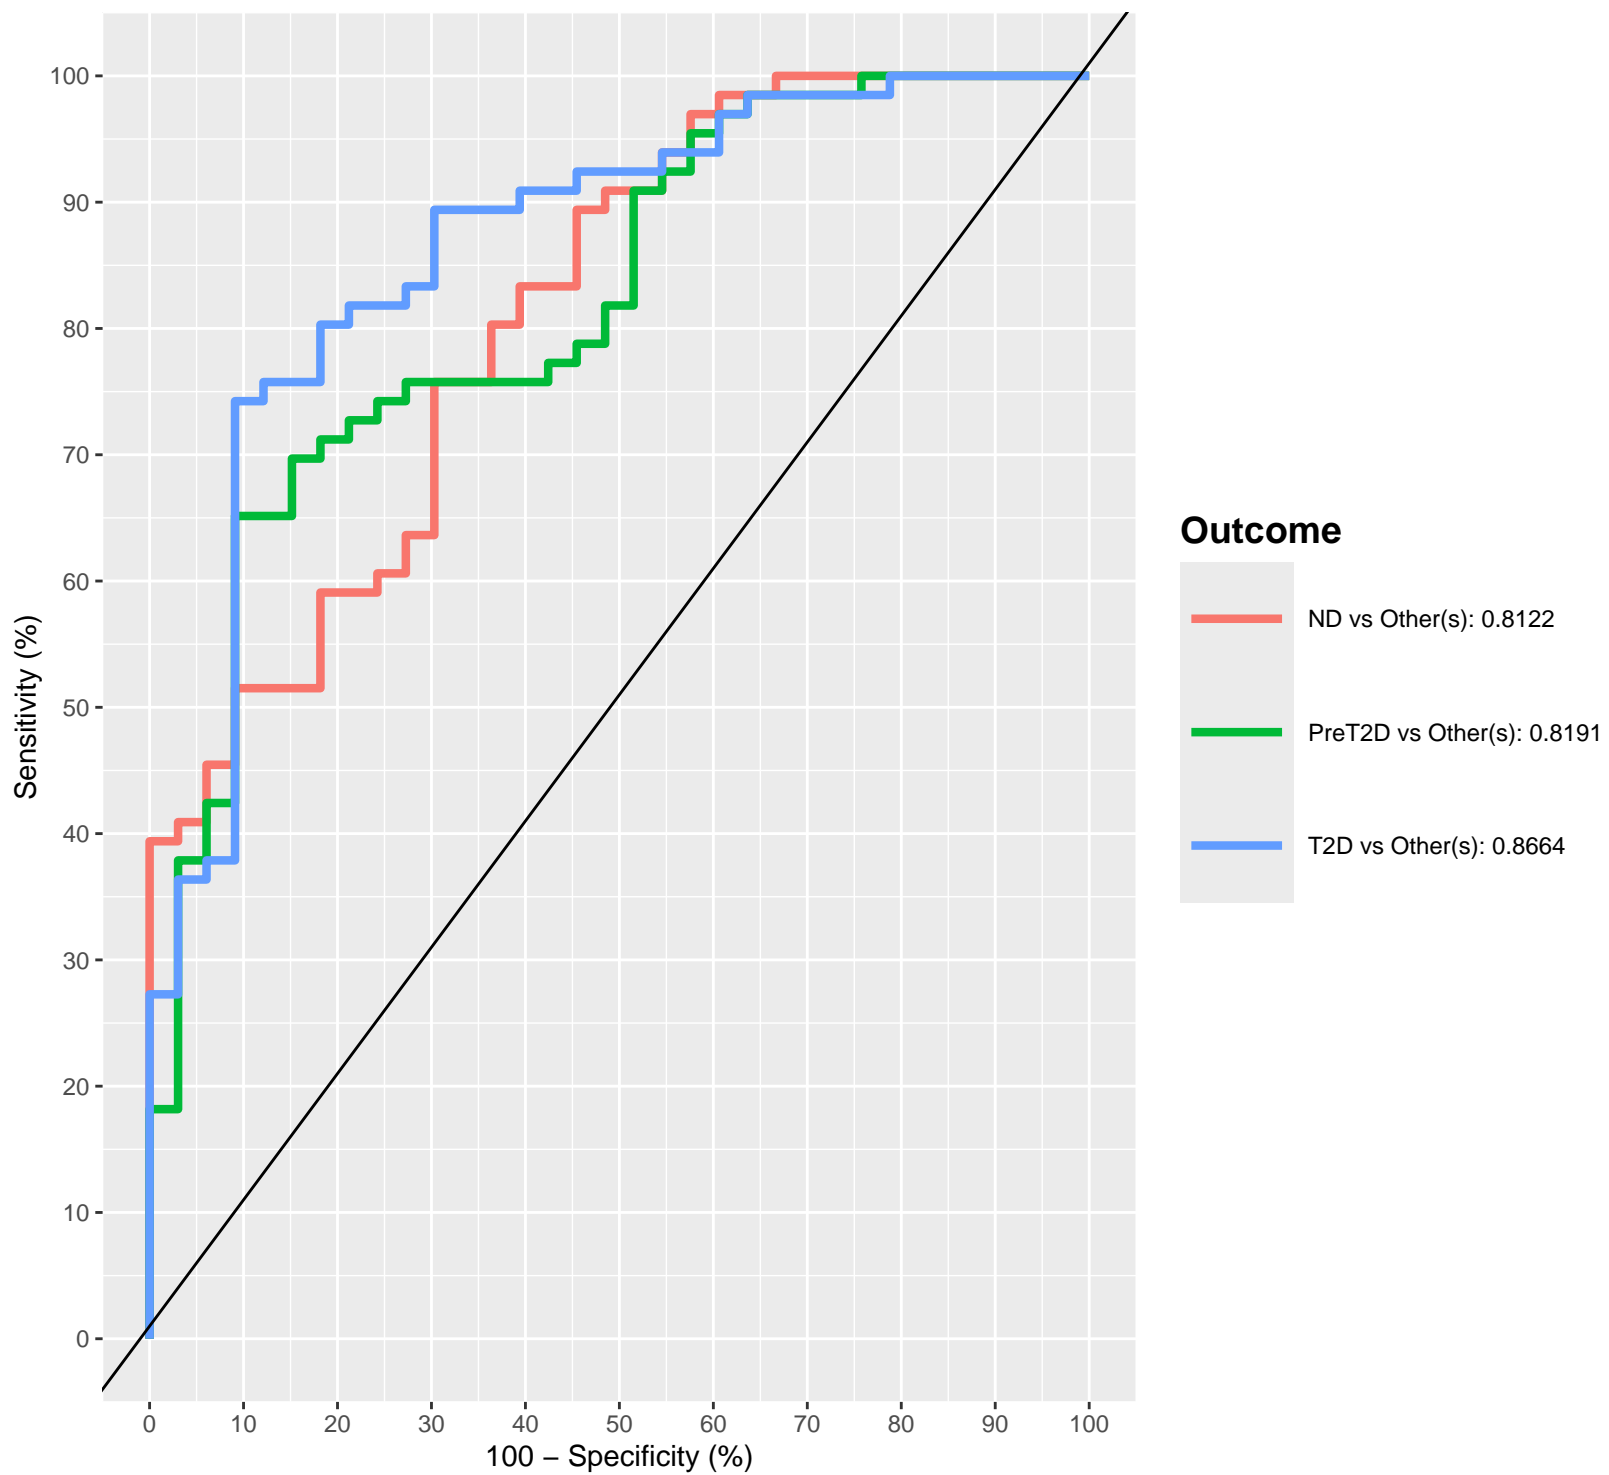 100
90
80
70
60
50
40
30
20
10
0
Sensitivity (%)
0 10 20 30 40 50 60 70 80 90 100
100 − Specificity (%)
Outcome
ND vs Other(s): 0.8122
PreT2D vs Other(s): 0.8191
T2D vs Other(s): 0.8664